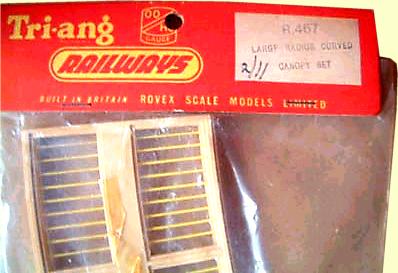 Tri-ang
OO/H
GAUGE
RAILWAYS
BUILT IN BRITAIN ROVEX SCALE MODELS LIMITED
R.457
LARGE RADIUS CURVED
2/11 CANOPY SET